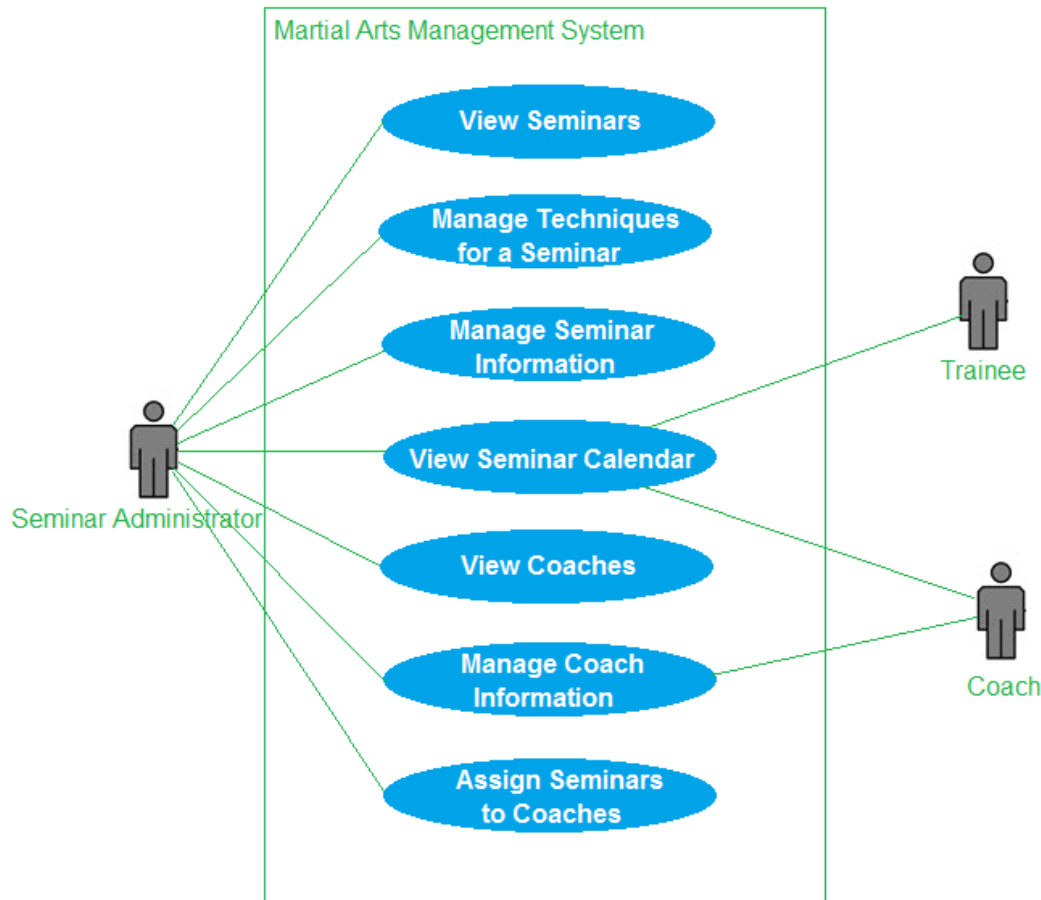 Martial Arts Management System
View Seminars
Manage Techniques
for a Seminar
Manage Seminar
Information
Trainee
View Seminar Calendar
Seminar Administrator
View Coaches
Manage Coach
Information
Coach
Assign Seminars
to Coaches